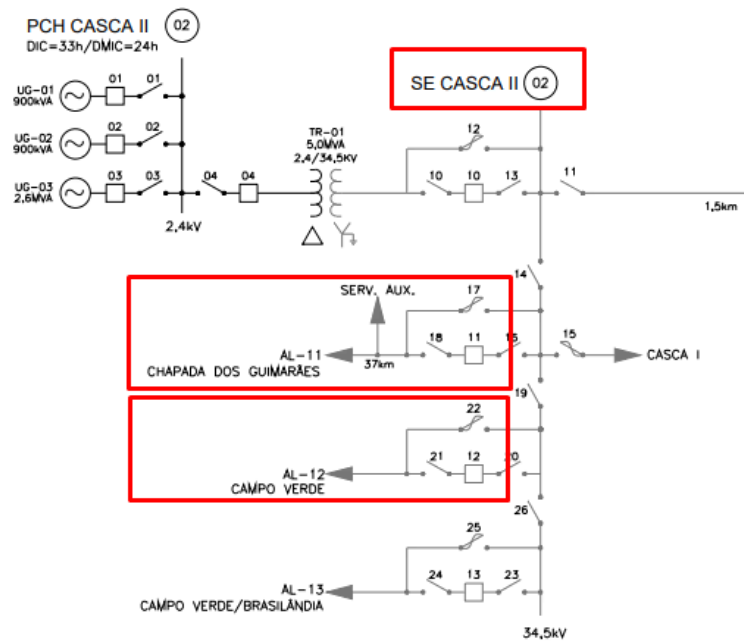 PCH CASCA II 02
DIC=33h/DMIC=24h
SE CASCA II 02
UG-01
900kVA
01
01
UG-02
900kVA
02
02
UG-03
2,6MVA
03
03
04
04
2,4kV
TR-01
5,0MVA
2,4/34,5KV
12
10
10
13
11
1,5km
14
SERV. AUX.
17
AL-11
CHAPADA DOS GUIMARÃES
37km
18
11
16
15
CASCA I
19
22
AL-12
CAMPO VERDE
21
12
20
26
25
AL-13
CAMPO VERDE/BRASILÂNDIA
24
13
23
34,5kV